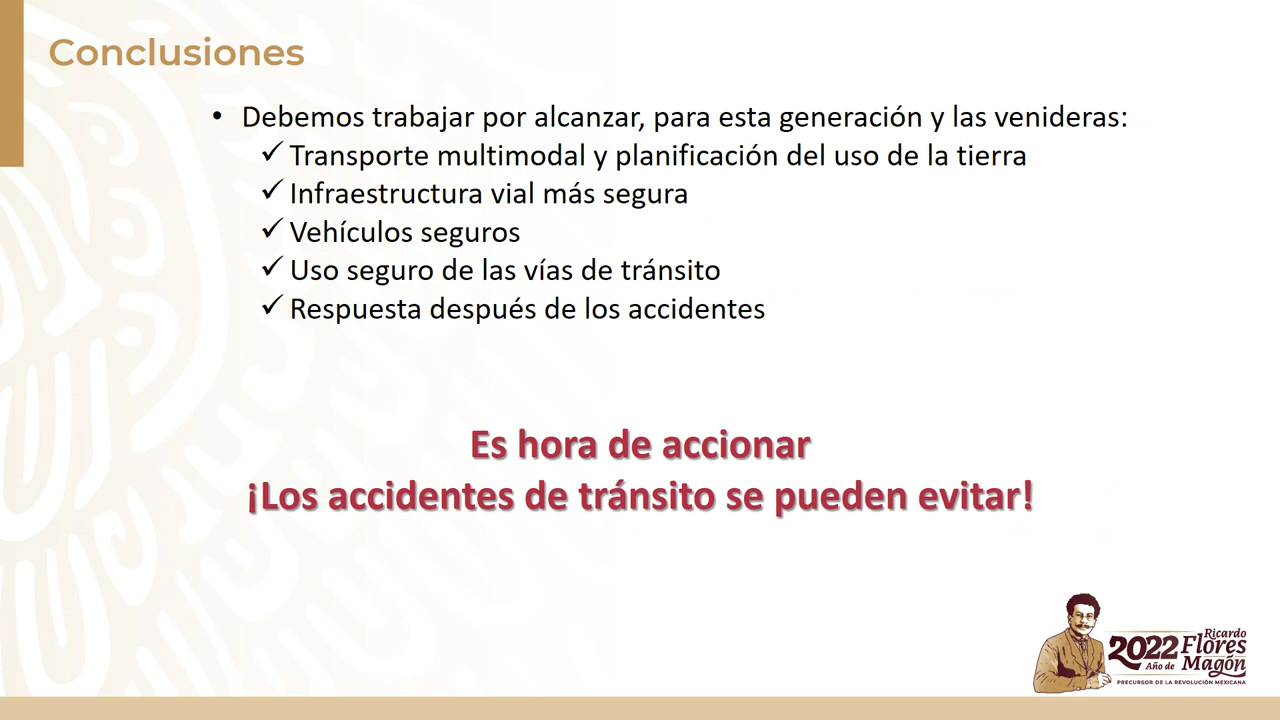 Conclusiones
• Debemos trabajar por alcanzar, para esta generación y las venideras:
✓ Transporte multimodal y planificación del uso de la tierra
✓ Infraestructura vial más segura
✓ Vehículos seguros
✓ Uso seguro de las vías de tránsito
✓ Respuesta después de los accidentes
Es hora de accionar
¡Los accidentes de tránsito se pueden evitar!
2022 Ricardo
Flores
Año de Magón
PRECURSOR DE LA REVOLUCIÓN MEXICANA